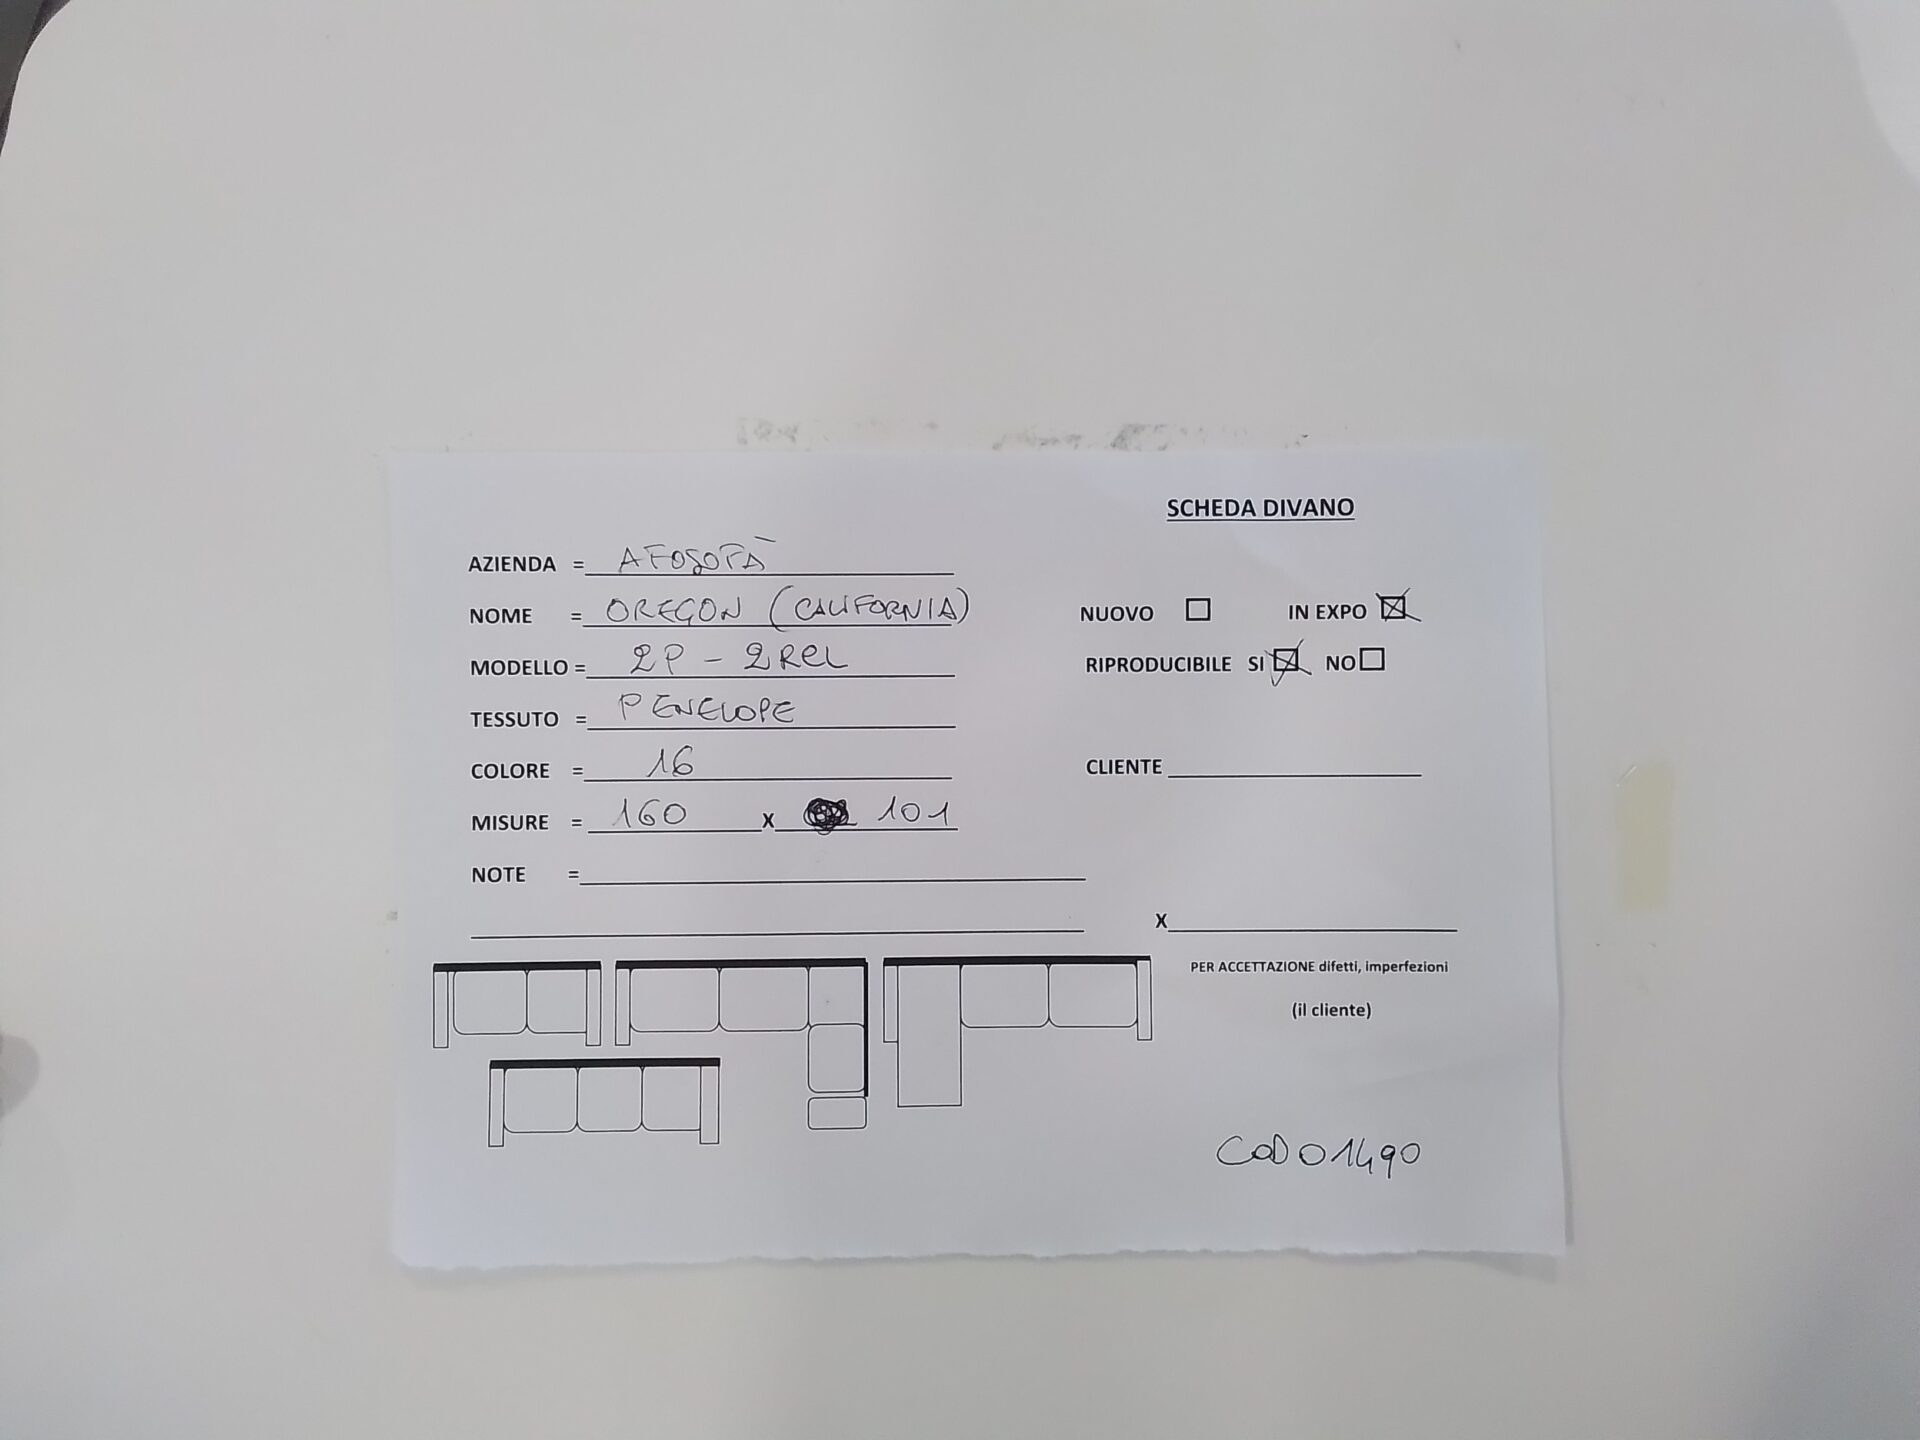 SCHEDA DIVANO
AZIENDA = AFOSOFÀ
NOME = OREGON (CALIFORNIA)
NUOVO ☐ IN EXPO ☒
MODELLO = 2P - 2REL
RIPRODUCIBILE SI ☒ NO ☐
TESSUTO = PENELOPE
COLORE = 16
CLIENTE
MISURE = 160 X 101
NOTE =
X
PER ACCETTAZIONE difetti, imperfezioni
(il cliente)
COD 01490